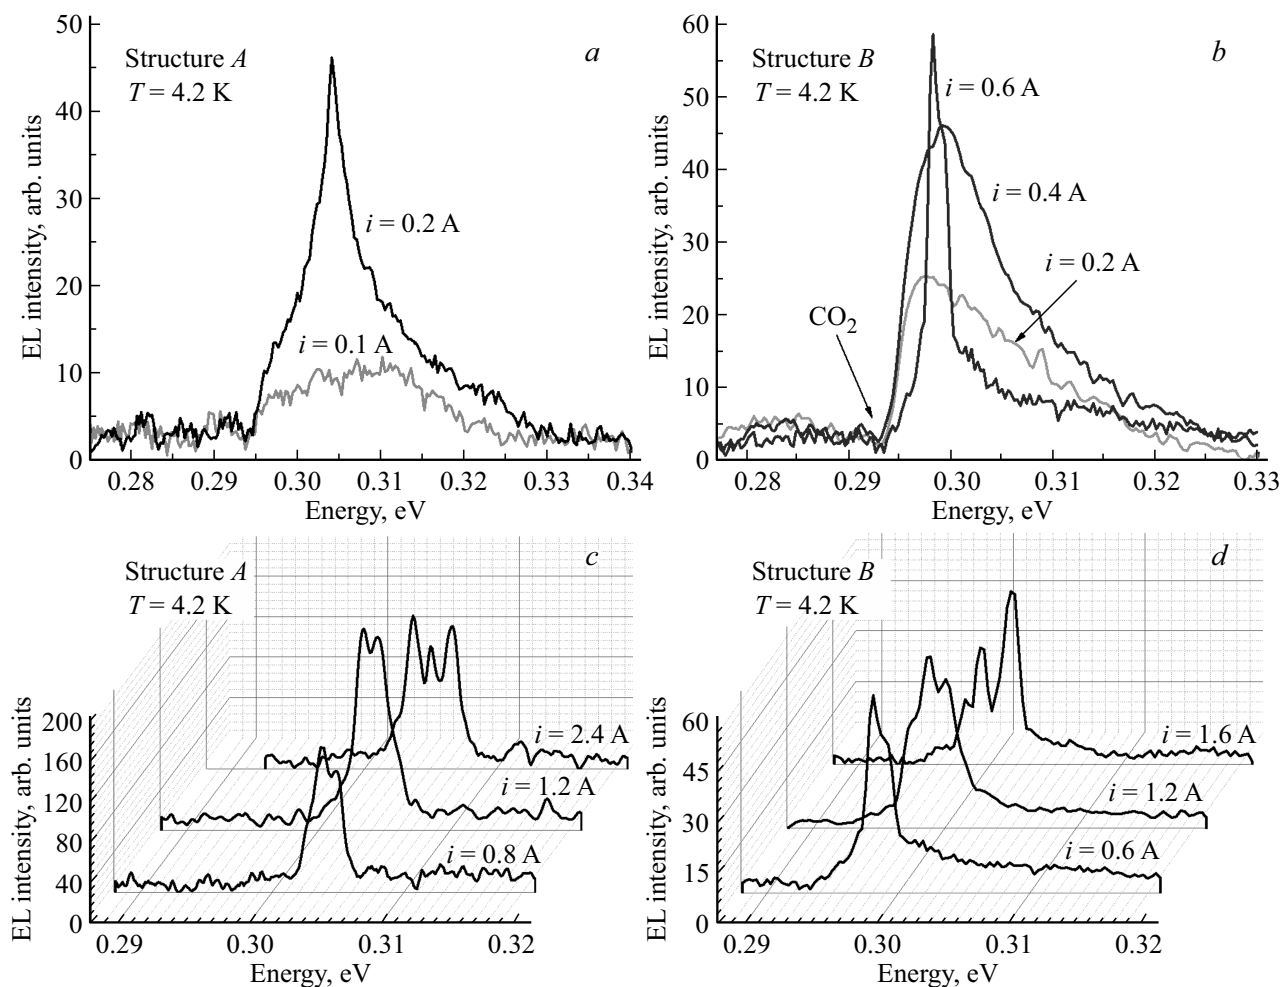 a
Structure A
T = 4.2 K
i = 0.2 A
i = 0.1 A
50
40
30
20
10
0
EL intensity, arb. units
0.28
0.29
0.30
0.31
0.32
0.33
0.34
Energy, eV
b
Structure B
T = 4.2 K
i = 0.6 A
i = 0.4 A
i = 0.2 A
CO2
60
50
40
30
20
10
0
EL intensity, arb. units
0.28
0.29
0.30
0.31
0.32
0.33
Energy, eV
c
Structure A
T = 4.2 K
i = 2.4 A
i = 1.2 A
i = 0.8 A
200
160
120
80
40
0
EL intensity, arb. units
0.29
0.30
0.31
0.32
Energy, eV
d
Structure B
T = 4.2 K
i = 1.6 A
i = 1.2 A
i = 0.6 A
60
45
30
15
0
EL intensity, arb. units
0.29
0.30
0.31
0.32
Energy, eV